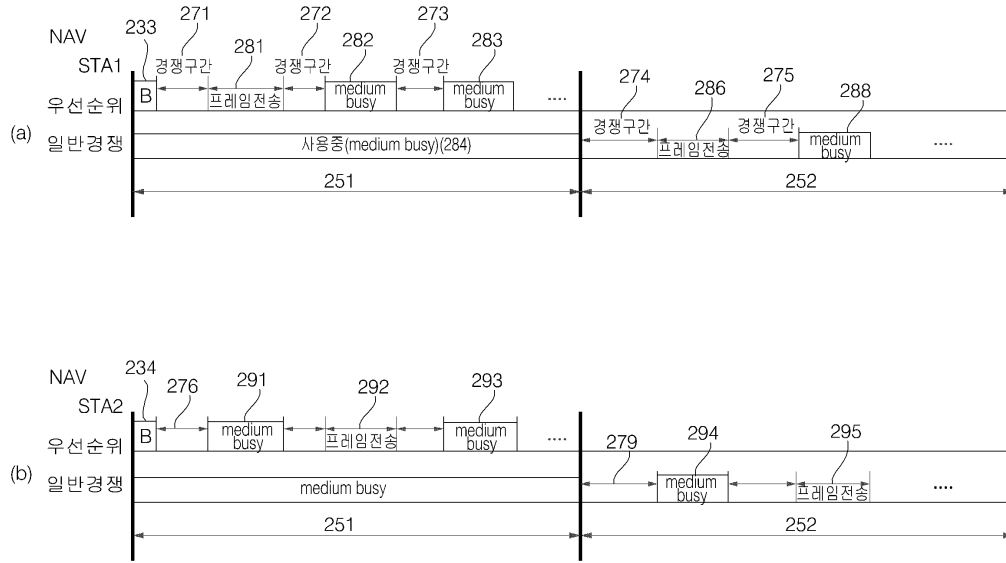 233 271 281 272 282 273 283
NAV
STA1 경쟁구간 경쟁구간 경쟁구간
274 286 275 288
B 프레임전송 medium busy medium busy ....
우선순위
(a)
경쟁구간 경쟁구간
일반경쟁 사용중(medium busy)(284) 프레임전송 medium busy ....
251 252
234 276 291 292 293
NAV
STA2
B medium busy 프레임전송 medium busy ....
우선순위 279 294 295
(b)
일반경쟁 medium busy medium busy 프레임전송 ....
251 252